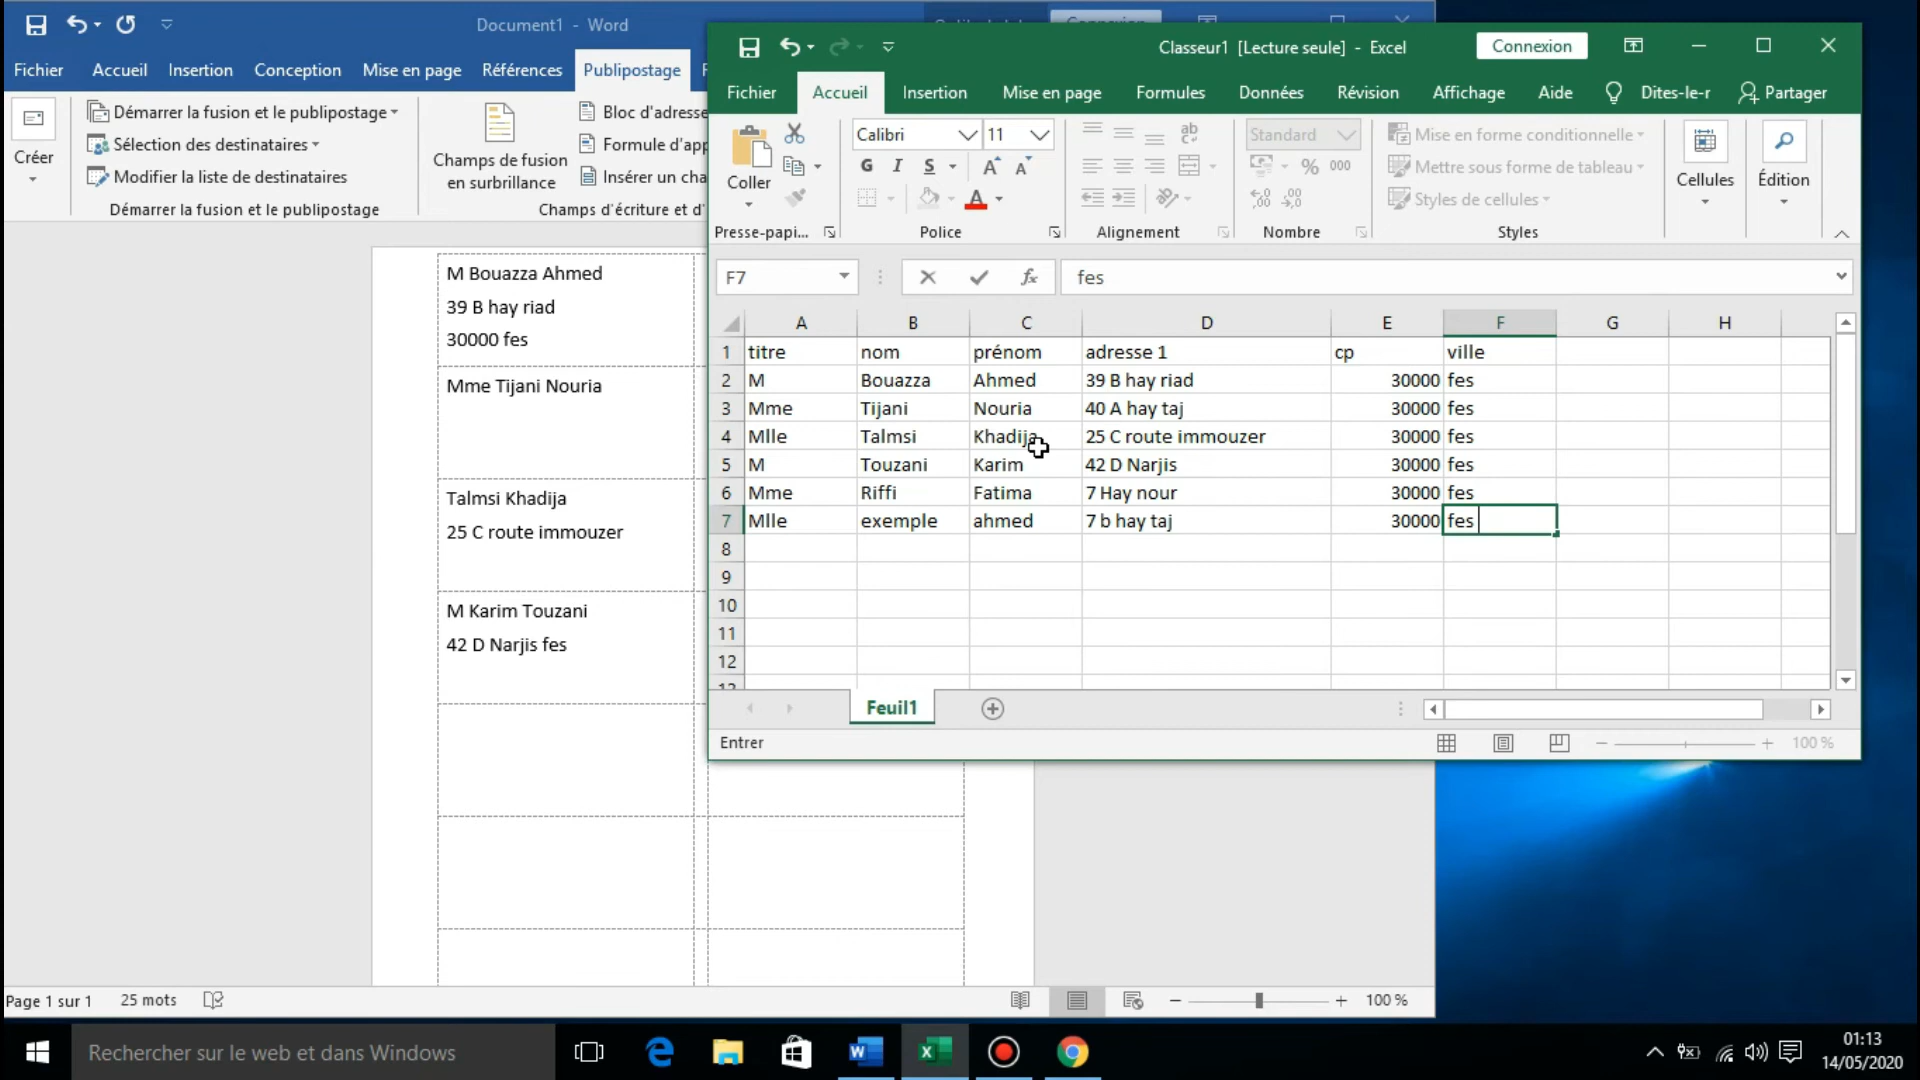 Document1 - Word
Fichier Accueil Insertion Conception Mise en page Références Publipostage
Créer
Démarrer la fusion et le publipostage
Sélection des destinataires
Modifier la liste de destinataires
Démarrer la fusion et le publipostage
Champs de fusion
en surbrillance
Bloc d'adresse
Formule d'app
Insérer un cha
Champs d'écriture et d'
M Bouazza Ahmed
39 B hay riad
30000 fes
Mme Tijani Nouria
Talmsi Khadija
25 C route immouzer
M Karim Touzani
42 D Narjis fes
Page 1 sur 1 25 mots
100 %
Classeur1 [Lecture seule] - Excel
Connexion
Fichier Accueil Insertion Mise en page Formules Données Révision Affichage Aide Dites-le-r Partager
Coller
Presse-papi...
Calibri 11
G I S
Police
Alignement
Standard
% 000
Nombre
Mise en forme conditionnelle
Mettre sous forme de tableau
Styles de cellules
Styles
Cellules
Édition
F7 fx fes
A B C D E F G H
1 titre nom prénom adresse 1 cp ville
2 M Bouazza Ahmed 39 B hay riad 30000 fes
3 Mme Tijani Nouria 40 A hay taj 30000 fes
4 Mlle Talmsi Khadija 25 C route immouzer 30000 fes
5 M Touzani Karim 42 D Narjis 30000 fes
6 Mme Riffi Fatima 7 Hay nour 30000 fes
7 Mlle exemple ahmed 7 b hay taj 30000 fes
8
9
10
11
12
Feuil1
Entrer
100 %
Rechercher sur le web et dans Windows
01:13
14/05/2020